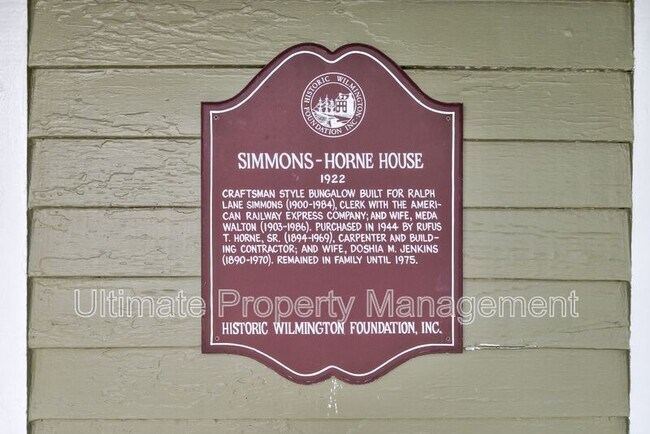 HISTORIC WILMINGTON
FOUNDATION INC
SIMMONS-HORNE HOUSE
1922
CRAFTSMAN STYLE BUNGALOW BUILT FOR RALPH
LANE SIMMONS (1900-1984), CLERK WITH THE AMERI-
CAN RAILWAY EXPRESS COMPANY; AND WIFE, MEDA
WALTON (1903-1986). PURCHASED IN 1944 BY RUFUS
T. HORNE, SR. (1894-1969), CARPENTER AND BUILD-
ING CONTRACTOR; AND WIFE, DOSHIA M. JENKINS
(1890-1970). REMAINED IN FAMILY UNTIL 1975.
Ultimate Property Management
HISTORIC WILMINGTON FOUNDATION, INC.